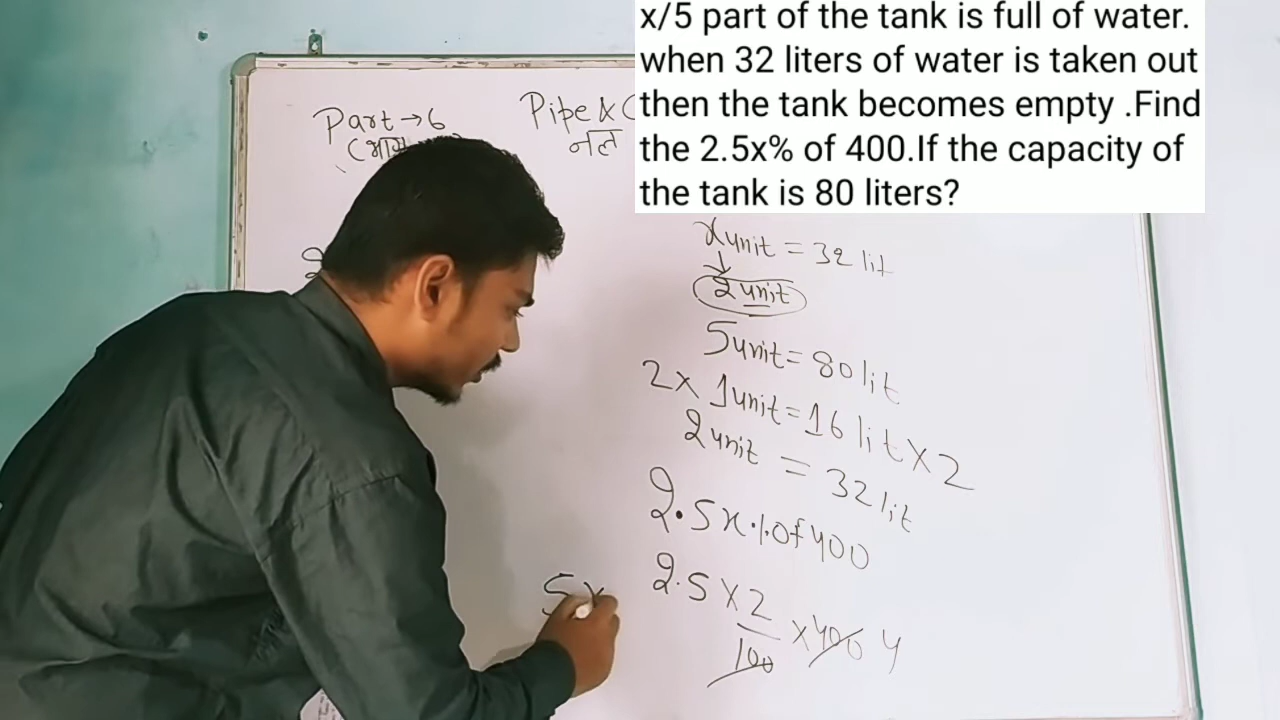 x/5 part of the tank is full of water.
when 32 liters of water is taken out
then the tank becomes empty .Find
the 2.5x% of 400.If the capacity of
the tank is 80 liters?
Part → 6
Pipe &
नल
x unit = 32 lit
2 unit
5 unit = 80 lit
2 × 1 unit = 16 lit × 2
2 unit = 32 lit
2.5x % of 400
2.5 × 2/100 × 400 4
5 ×